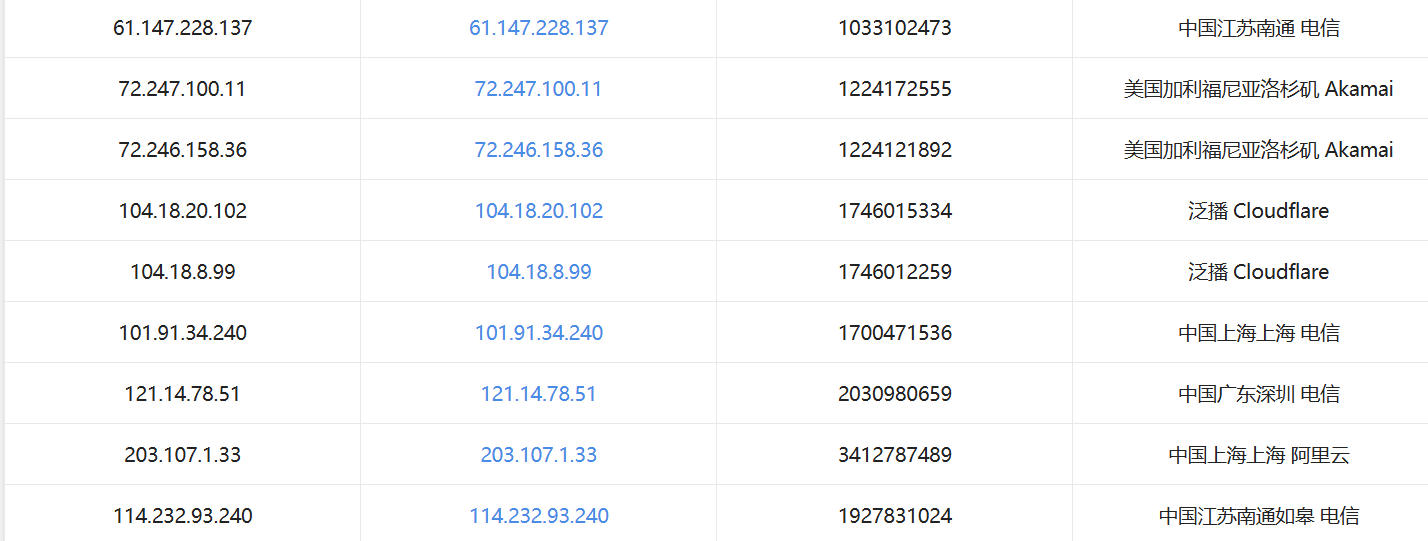 61.147.228.137 61.147.228.137 1033102473 中国江苏南通 电信
72.247.100.11 72.247.100.11 1224172555 美国加利福尼亚洛杉矶 Akamai
72.246.158.36 72.246.158.36 1224121892 美国加利福尼亚洛杉矶 Akamai
104.18.20.102 104.18.20.102 1746015334 泛播 Cloudflare
104.18.8.99 104.18.8.99 1746012259 泛播 Cloudflare
101.91.34.240 101.91.34.240 1700471536 中国上海上海 电信
121.14.78.51 121.14.78.51 2030980659 中国广东深圳 电信
203.107.1.33 203.107.1.33 3412787489 中国上海上海 阿里云
114.232.93.240 114.232.93.240 1927831024 中国江苏南通如皋 电信